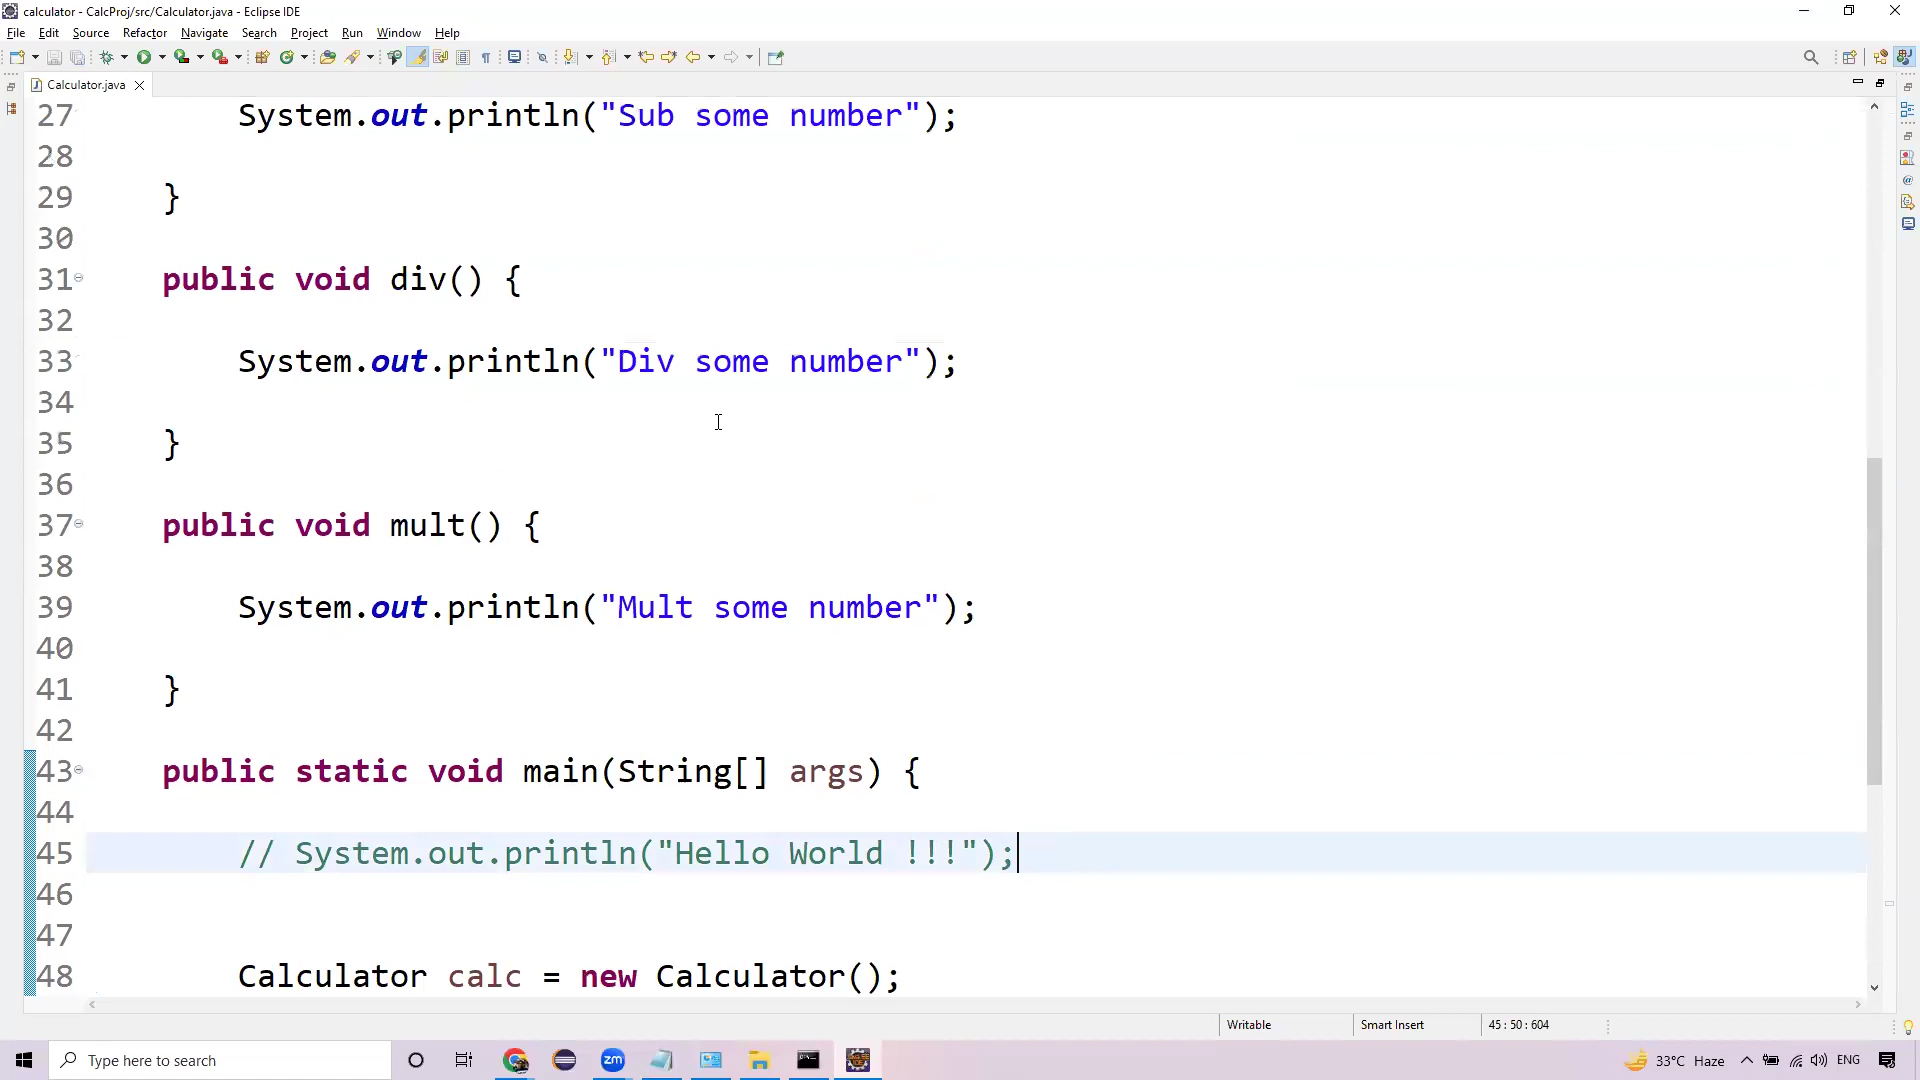 calculator - CalcProj/src/Calculator.java - Eclipse IDE
File Edit Source Refactor Navigate Search Project Run Window Help
Calculator.java
27 System.out.println("Sub some number");
28
29 }
30
31 public void div() {
32
33 System.out.println("Div some number");
34
35 }
36
37 public void mult() {
38
39 System.out.println("Mult some number");
40
41 }
42
43 public static void main(String[] args) {
44
45 // System.out.println("Hello World !!!");
46
47
48 Calculator calc = new Calculator();
Writable Smart Insert 45 : 50 : 604
Type here to search zm 33°C Haze ENG